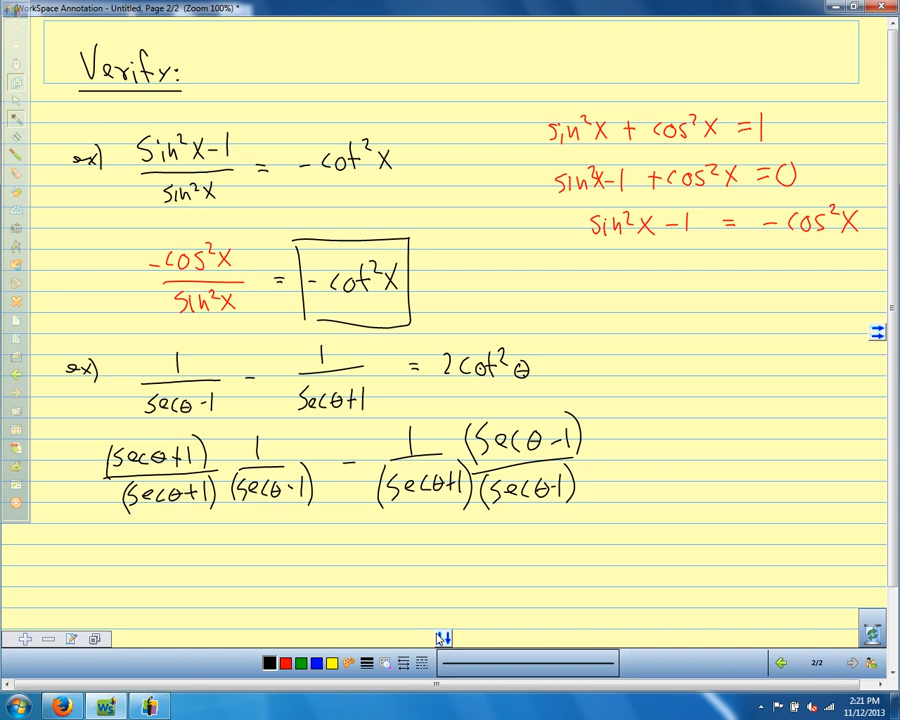 WorkSpace Annotation - Untitled, Page 2/2 (Zoom 100%) *
Verify:
ex) (sin²x-1)/(sin²x) = -cot²x
sin²x + cos²x = 1
sin²x-1 + cos²x = 0
sin²x - 1 = -cos²x
(-cos²x)/(sin²x) = -cot²x
ex) 1/(secθ-1) - 1/(secθ+1) = 2cot²θ
(secθ+1)/(secθ+1) 1/(secθ-1) - 1/(secθ+1) (secθ-1)/(secθ-1)
2/2
2:21 PM
11/12/2013